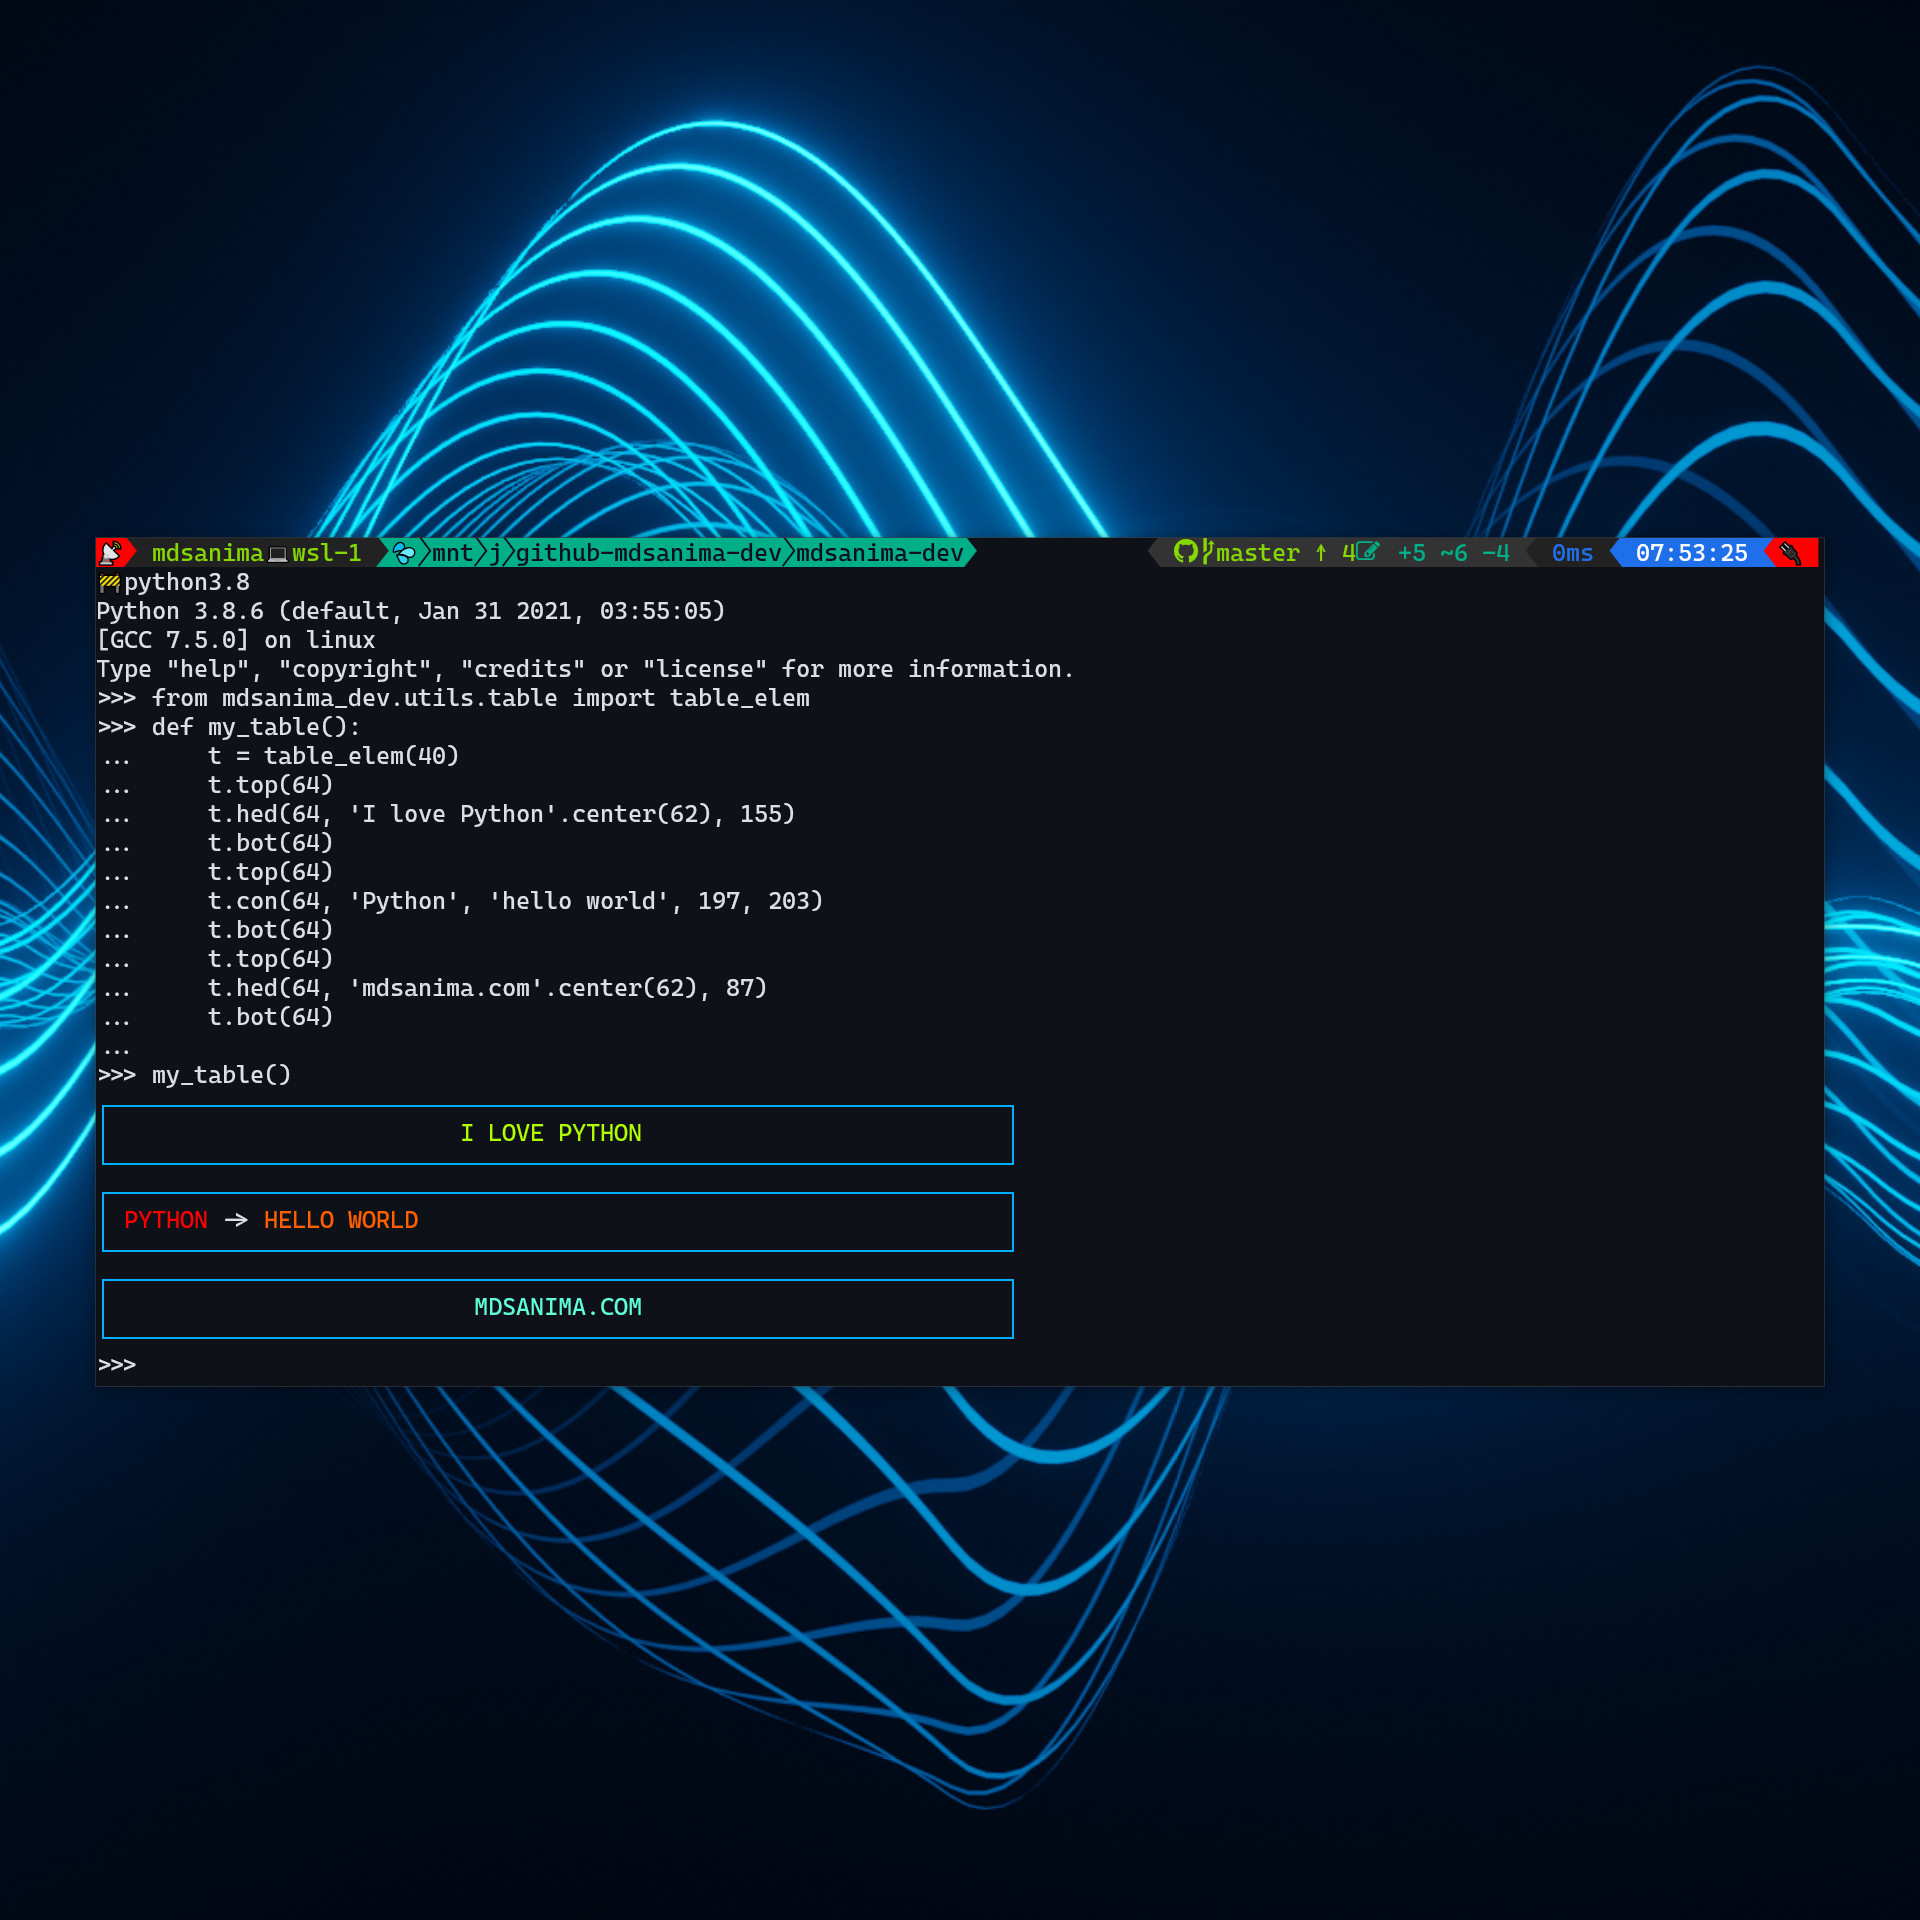 mdsanima wsl-1 mnt j github-mdsanima-dev mdsanima-dev master ↑ 4 +5 ~6 -4 0ms 07:53:25
python3.8
Python 3.8.6 (default, Jan 31 2021, 03:55:05)
[GCC 7.5.0] on linux
Type "help", "copyright", "credits" or "license" for more information.
>>> from mdsanima_dev.utils.table import table_elem
>>> def my_table():
...     t = table_elem(40)
...     t.top(64)
...     t.hed(64, 'I love Python'.center(62), 155)
...     t.bot(64)
...     t.top(64)
...     t.con(64, 'Python', 'hello world', 197, 203)
...     t.bot(64)
...     t.top(64)
...     t.hed(64, 'mdsanima.com'.center(62), 87)
...     t.bot(64)
...
>>> my_table()
I LOVE PYTHON
PYTHON → HELLO WORLD
MDSANIMA.COM
>>>